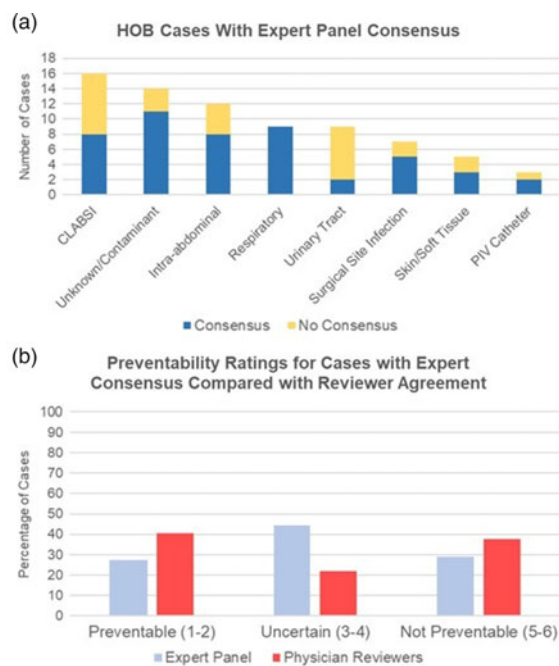 (a)
HOB Cases With Expert Panel Consensus
Number of Cases
18
16
14
12
10
8
6
4
2
0
CLABSI
Unknown/Contaminant
Intra-abdominal
Respiratory
Urinary Tract
Surgical Site Infection
Skin/Soft Tissue
PIV Catheter
Consensus No Consensus
(b)
Preventability Ratings for Cases with Expert
Consensus Compared with Reviewer Agreement
Percentage of Cases
100
90
80
70
60
50
40
30
20
10
0
Preventable (1-2) Uncertain (3-4) Not Preventable (5-6)
Expert Panel Physician Reviewers